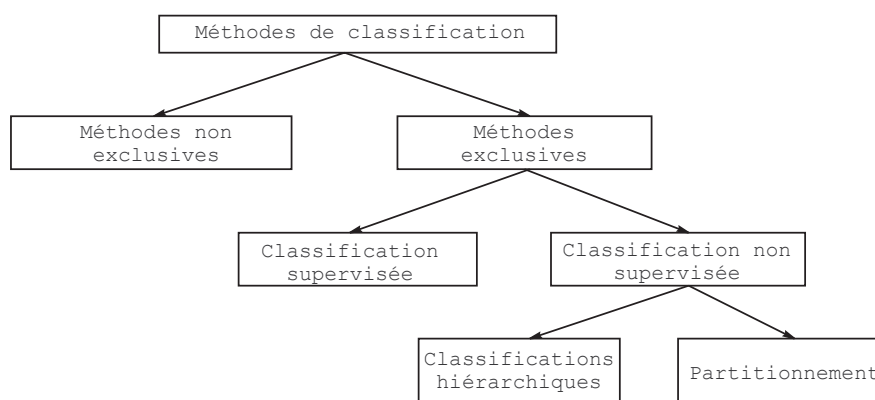 Méthodes de classification
Méthodes non
exclusives
Méthodes
exclusives
Classification
supervisée
Classification non
supervisée
Classifications
hiérarchiques
Partitionnement